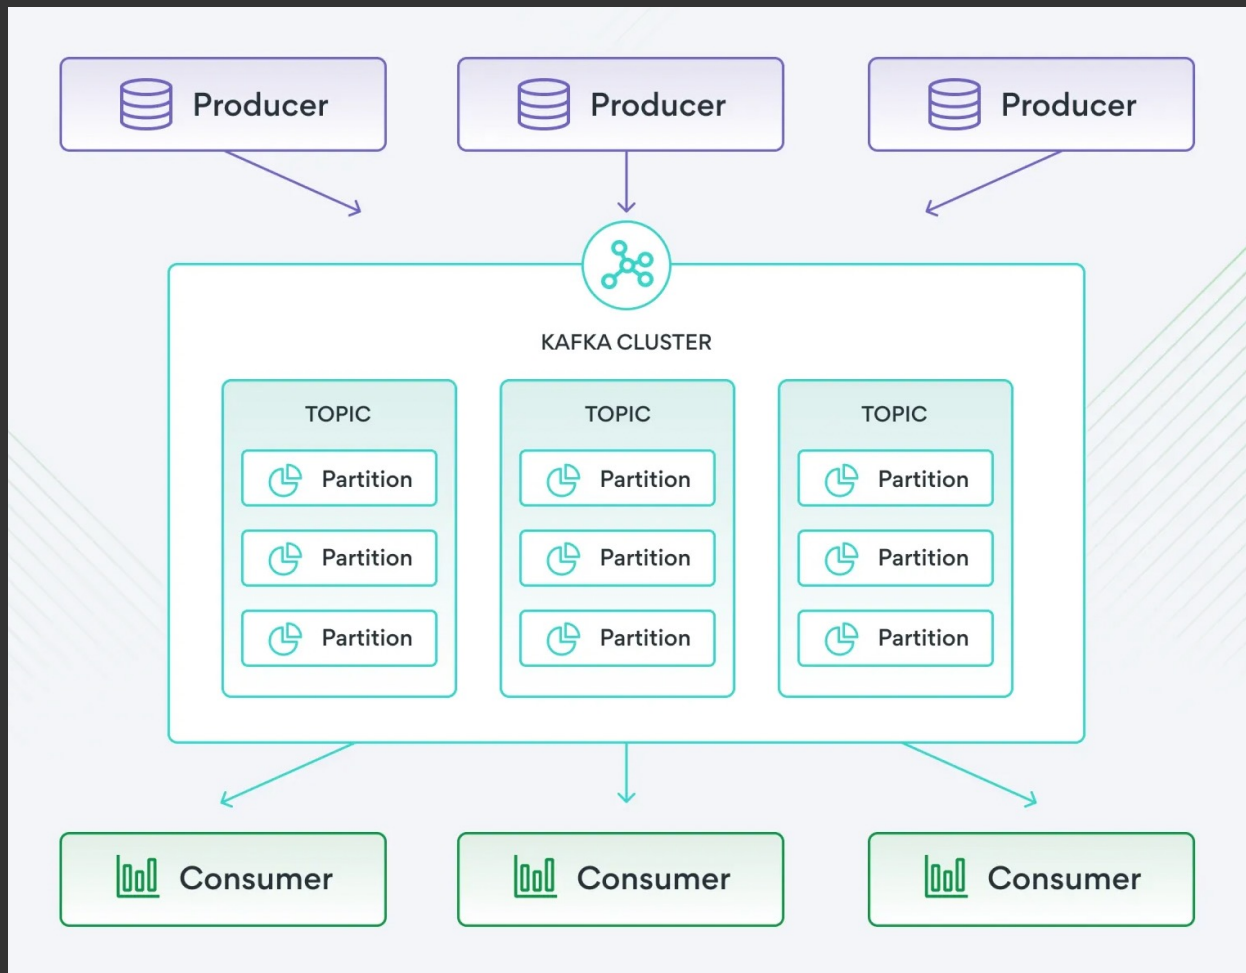 Producer
Producer
Producer
KAFKA CLUSTER
TOPIC
TOPIC
TOPIC
Partition
Partition
Partition
Partition
Partition
Partition
Partition
Partition
Partition
Consumer
Consumer
Consumer